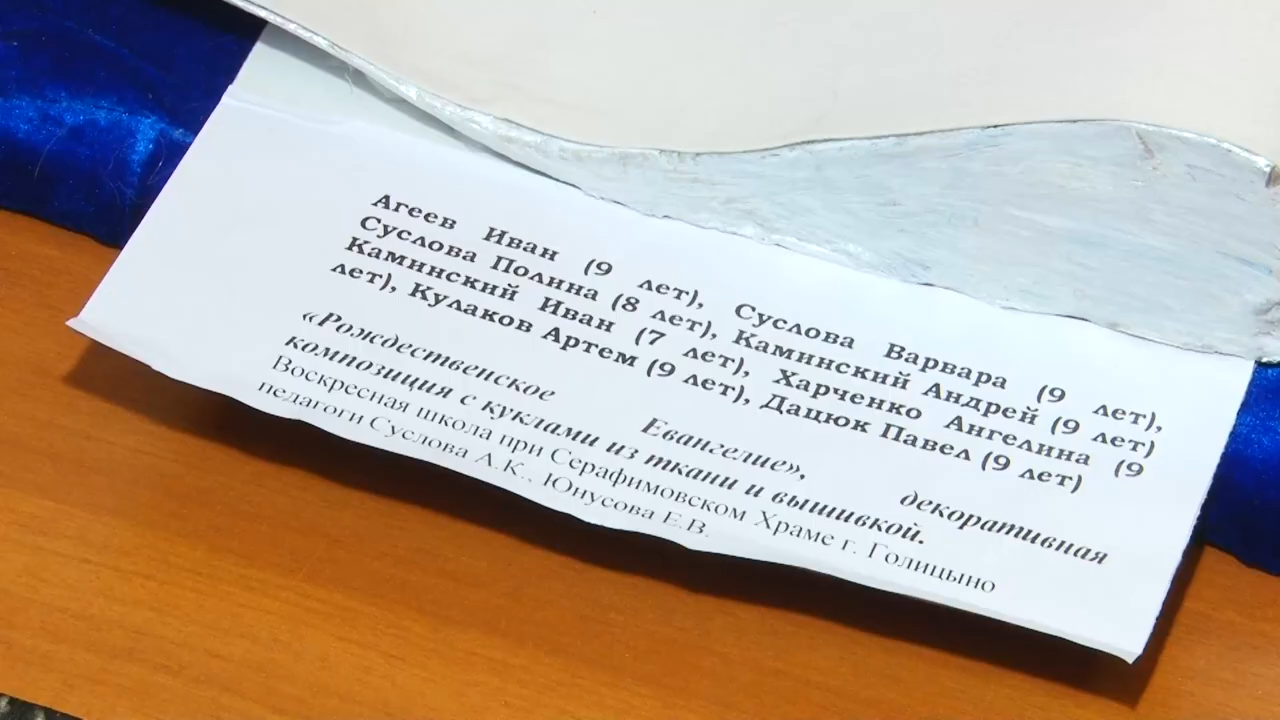 Агеев Иван (9 лет), Суслова Варвара (9 лет),
Суслова Полина (8 лет), Каминский Андрей (9 лет)
Каминский Иван (7 лет), Харченко Ангелина (9
лет), Кулаков Артем (9 лет), Дацюк Павел (9 лет)
«Рождественское Евангелие», декоративная
композиция с куклами из ткани и вышивкой.
Воскресная школа при Серафимовском Храме г. Голицыно
педагоги Суслова А.К., Юнусова Е.В.